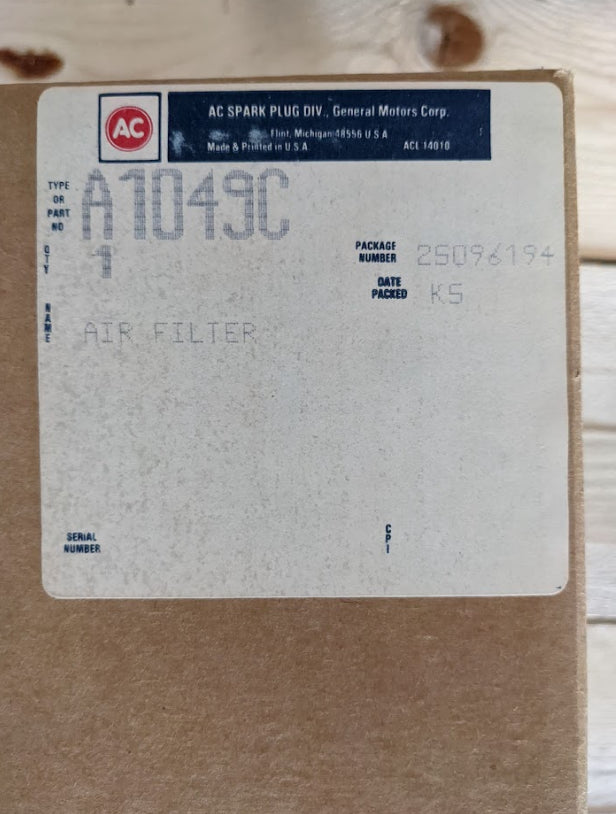 AC
AC SPARK PLUG DIV., General Motors Corp.
Flint, Michigan 48556 U.S.A
Made & Printed in U.S.A. ACL 14010
TYPE OR PART NO
A1049C
QTY
1
PACKAGE NUMBER
25096194
DATE PACKED
K5
NAME
AIR FILTER
SERIAL NUMBER
CPI